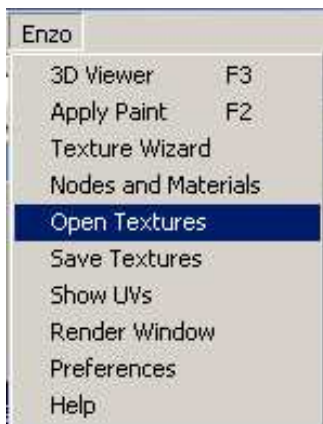 Enzo
3D Viewer F3
Apply Paint F2
Texture Wizard
Nodes and Materials
Open Textures
Save Textures
Show UVs
Render Window
Preferences
Help